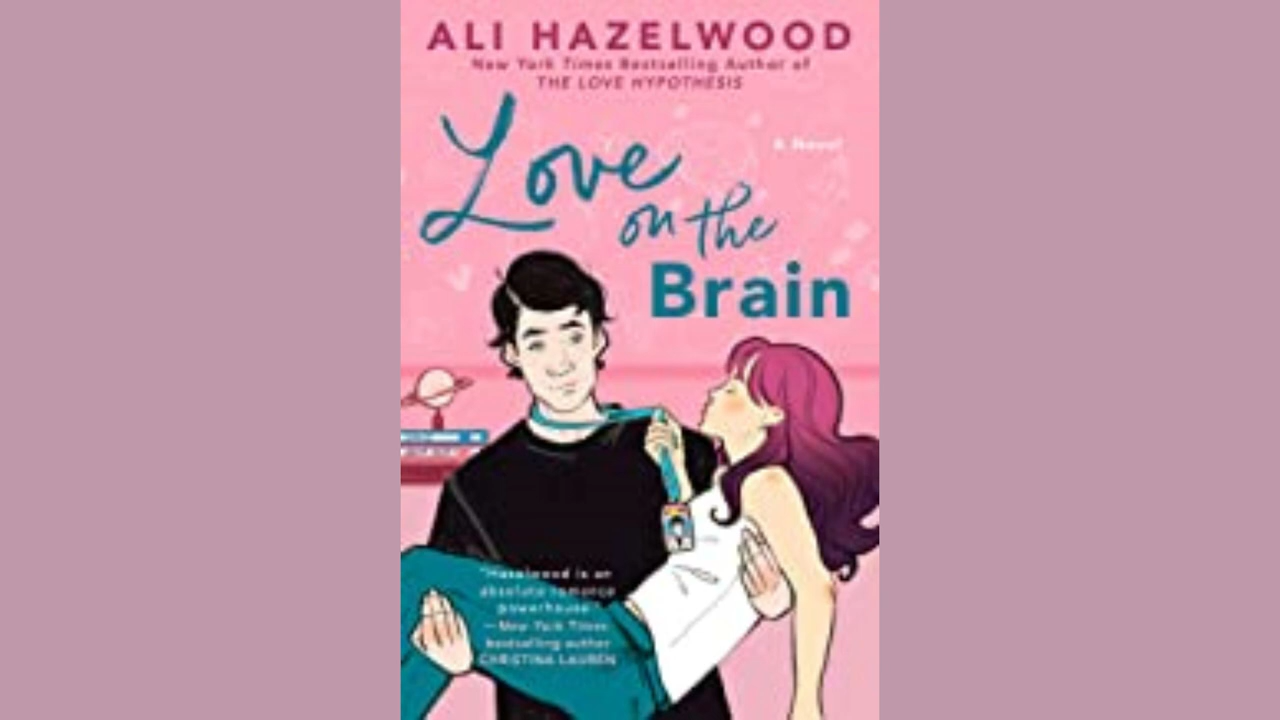 ALI HAZELWOOD
New York Times Bestselling Author of
THE LOVE HYPOTHESIS
Love
A Novel
on the
Brain
"Hazelwood is an
absolute romance
powerhouse."
—New York Times
bestselling author
CHRISTINA LAUREN